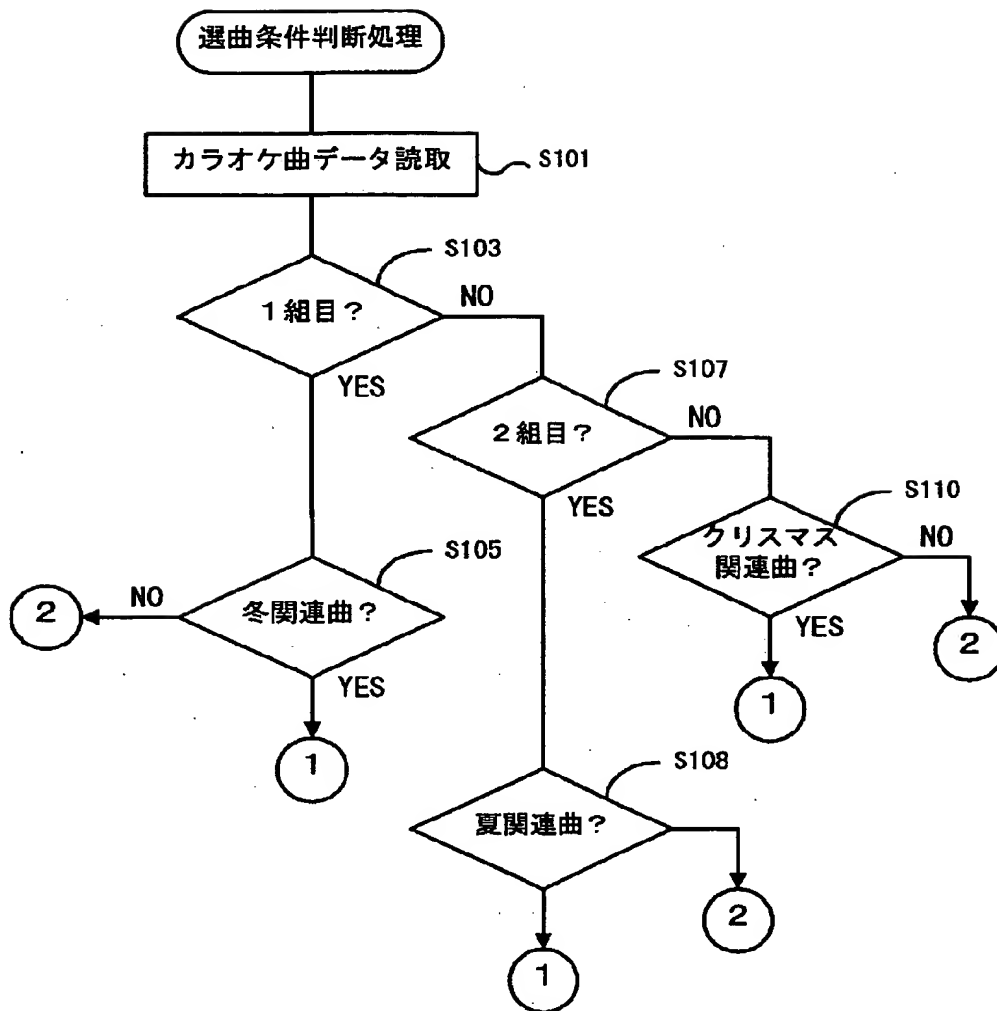 選曲条件判断処理
カラオケ曲データ読取
S101
S103
1組目?
NO
YES
S107
2組目?
NO
YES
S110
クリスマス
関連曲?
NO
YES
2
1
S105
冬関連曲?
NO
2
YES
1
S108
夏関連曲?
2
1